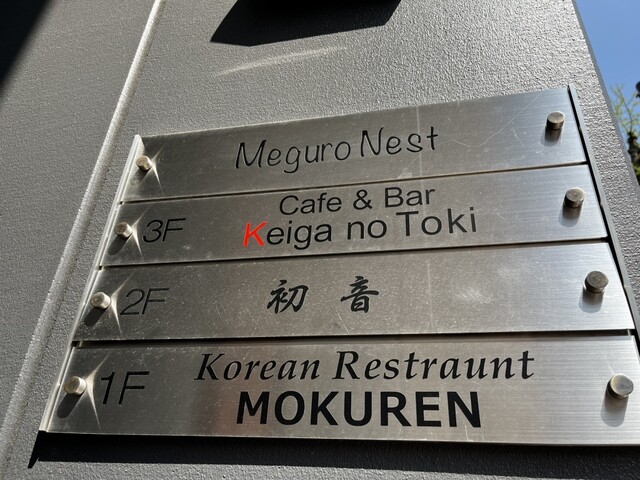 Meguro Nest
3F Cafe & Bar
Keiga no Toki
2F 初音
1F Korean Restraunt
MOKUREN